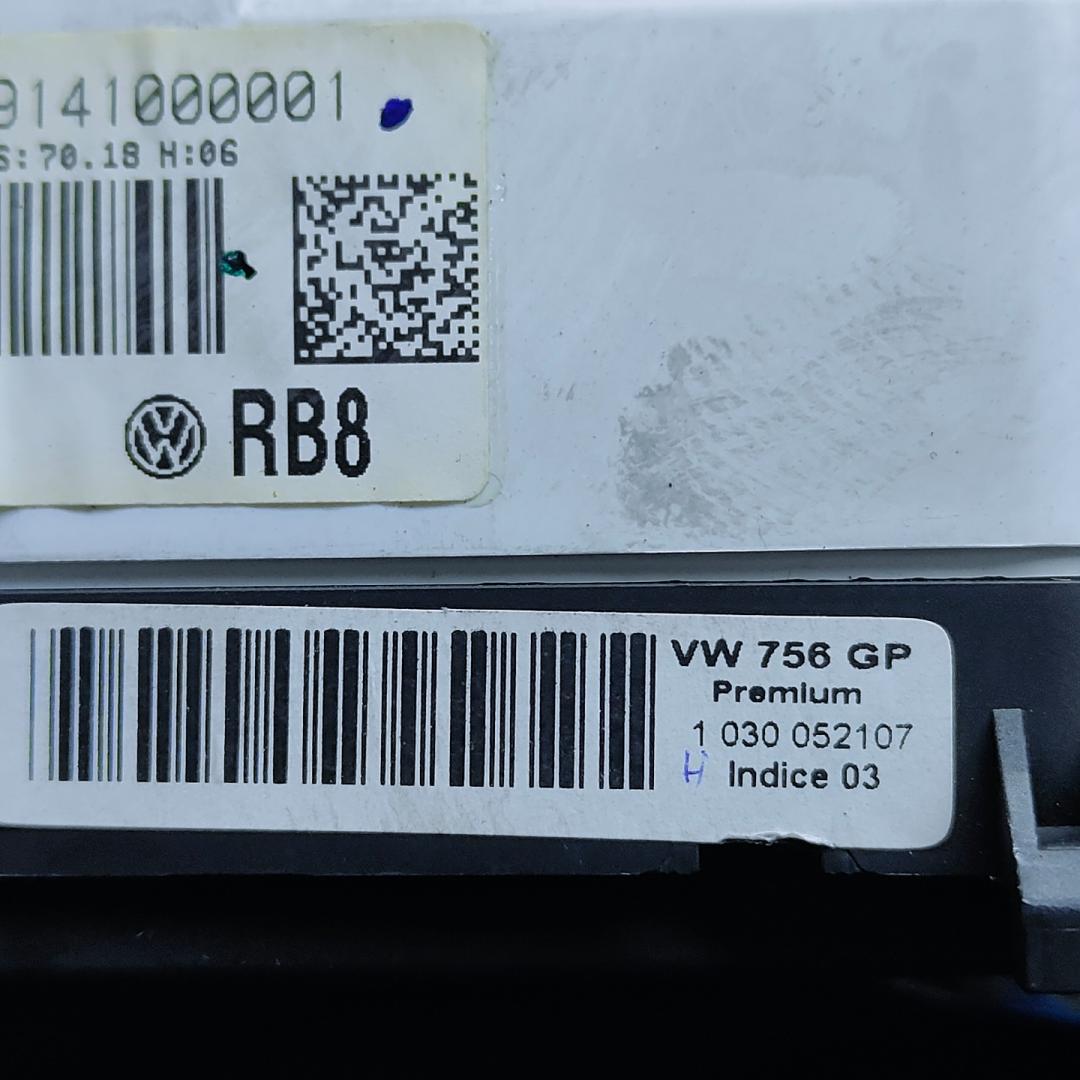 9141000001
S:70.18 H:06
RB8
VW 756 GP
Premium
1 030 052107
H Indice 03